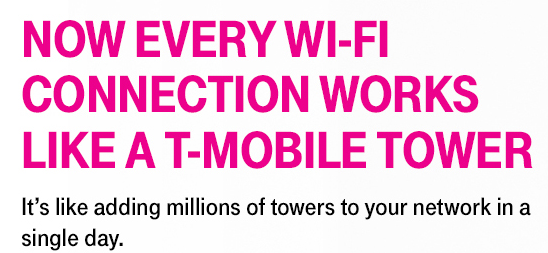 NOW EVERY WI-FI
CONNECTION WORKS
LIKE A T-MOBILE TOWER
It’s like adding millions of towers to your network in a
single day.